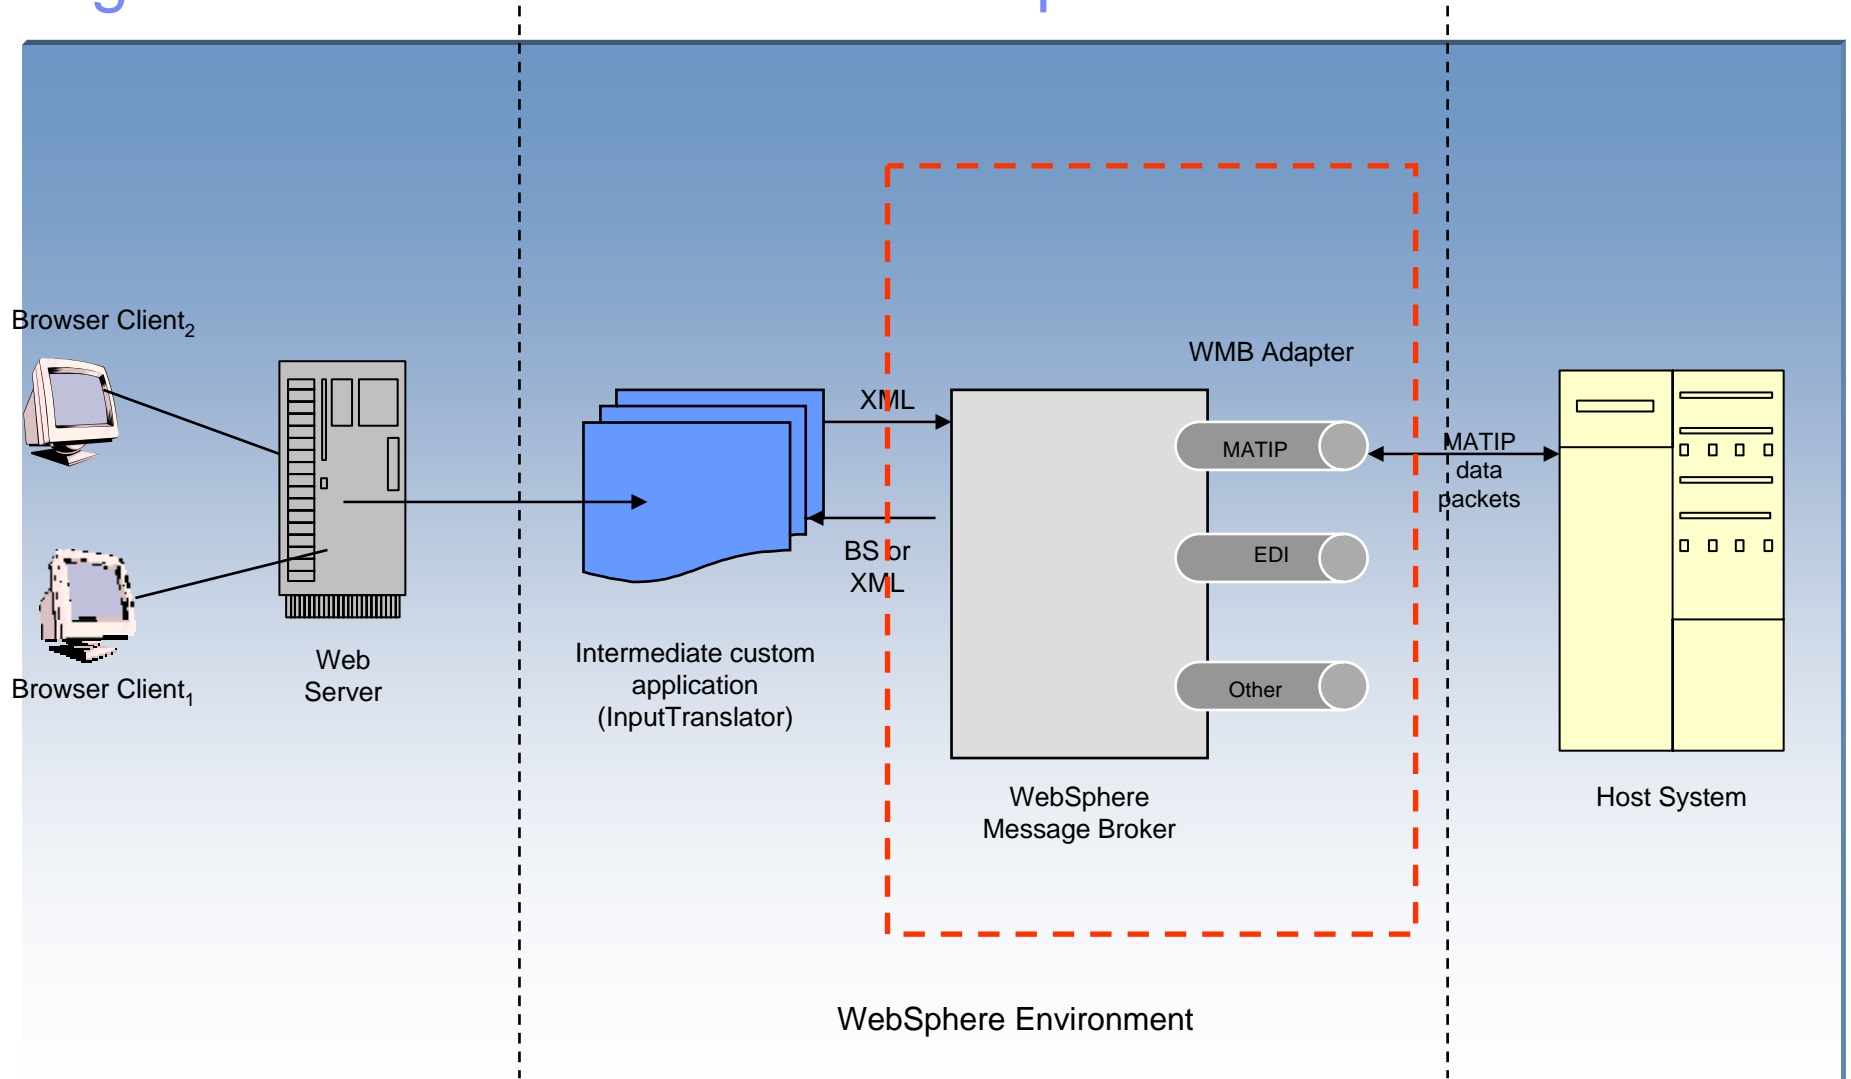 Browser Client2
Browser Client1
Web
Server
Intermediate custom
application
(InputTranslator)
XML
BS or
XML
WMB Adapter
MATIP
EDI
Other
WebSphere
Message Broker
MATIP
data
packets
Host System
WebSphere Environment